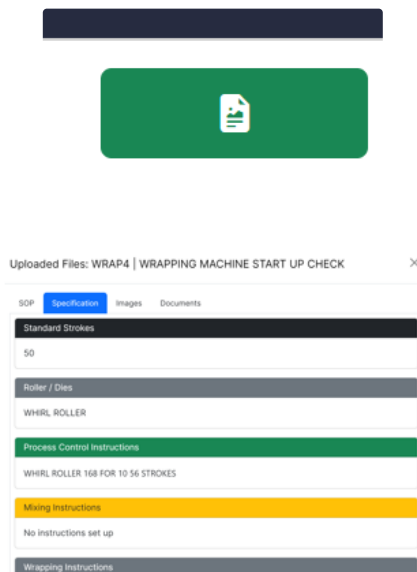 Uploaded Files: WRAP4 | WRAPPING MACHINE START UP CHECK
SOP Specification Images Documents
Standard Strokes
50
Roller / Dies
WHIRL ROLLER
Process Control Instructions
WHIRL ROLLER 168 FOR 10 56 STROKES
Mixing Instructions
No instructions set up
Wrapping Instructions